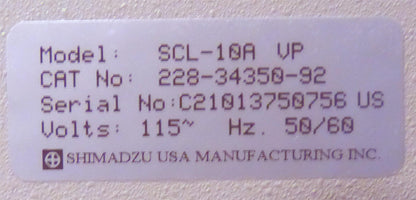 Model: SCL-10A VP
CAT No: 228-34350-92
Serial No:C21013750756 US
Volts: 115~ Hz. 50/60
SHIMADZU USA MANUFACTURING INC.